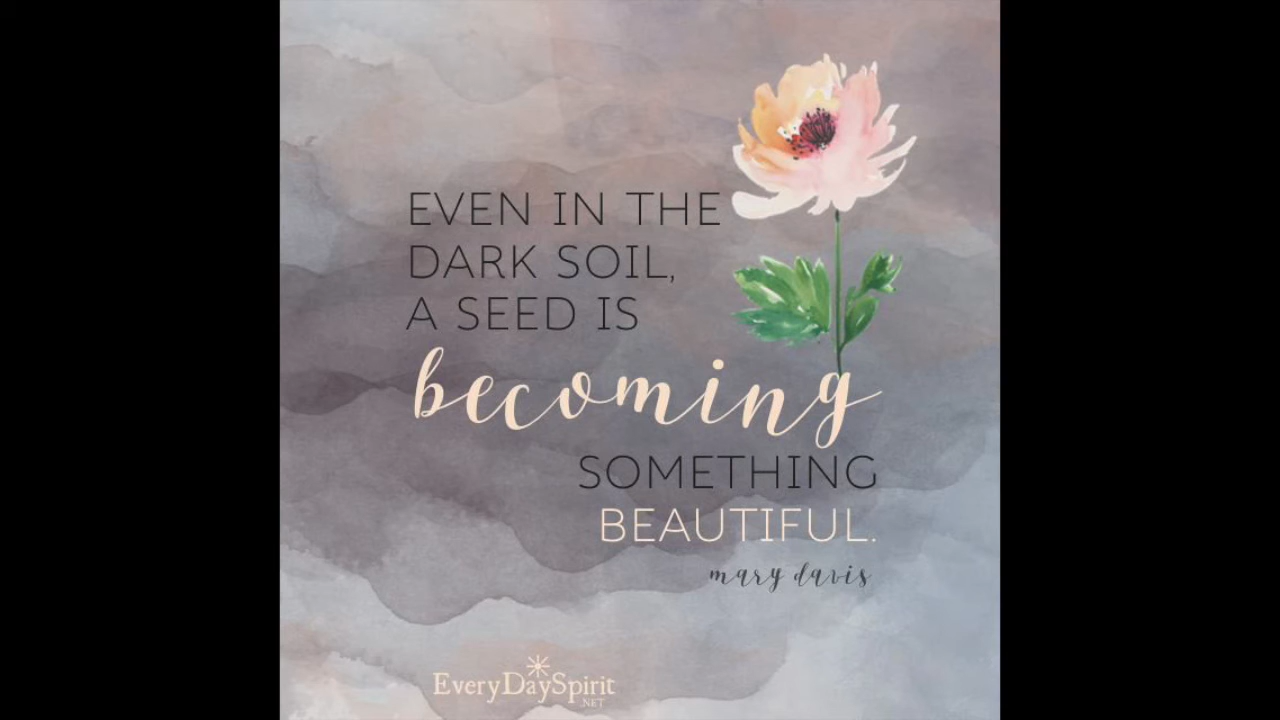 EVEN IN THE
DARK SOIL,
A SEED IS
becoming
SOMETHING
BEAUTIFUL.
mary davis
EveryDaySpirit
.NET